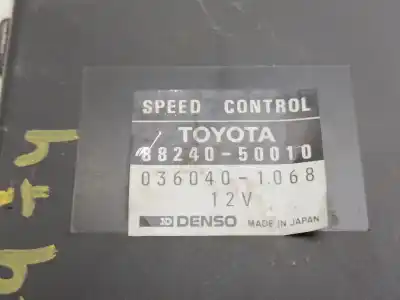 SPEED CONTROL
TOYOTA
88240-50010
036040-1068
12V
DENSO MADE IN JAPAN